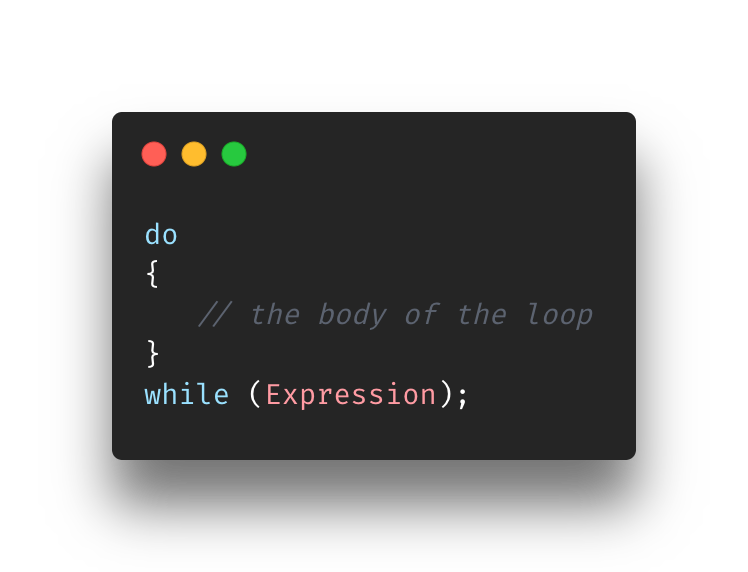 do
{
// the body of the loop
}
while (Expression);